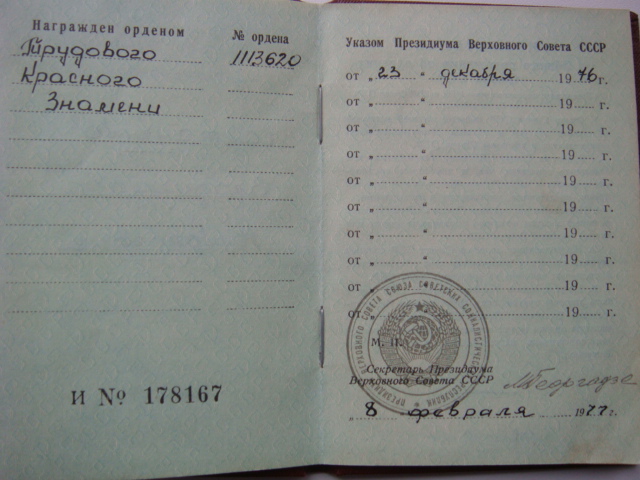 Награжден орденом
№ ордена
Трудового
1113620
Красного
Знамени
И № 178167
Указом Президиума Верховного Совета СССР
от „ 23 “ декабря 1976 г.
от „ “ 19 г.
от „ “ 19 г.
от „ “ 19 г.
от „ “ 19 г.
от „ “ 19 г.
от „ “ 19 г.
от „ “ 19 г.
от „ “ 19 г.
от „ “ 19 г.
М. П.
Секретарь Президиума
Верховного Совета СССР
МГеоргадзе
„ 8 февраля 1977 г.